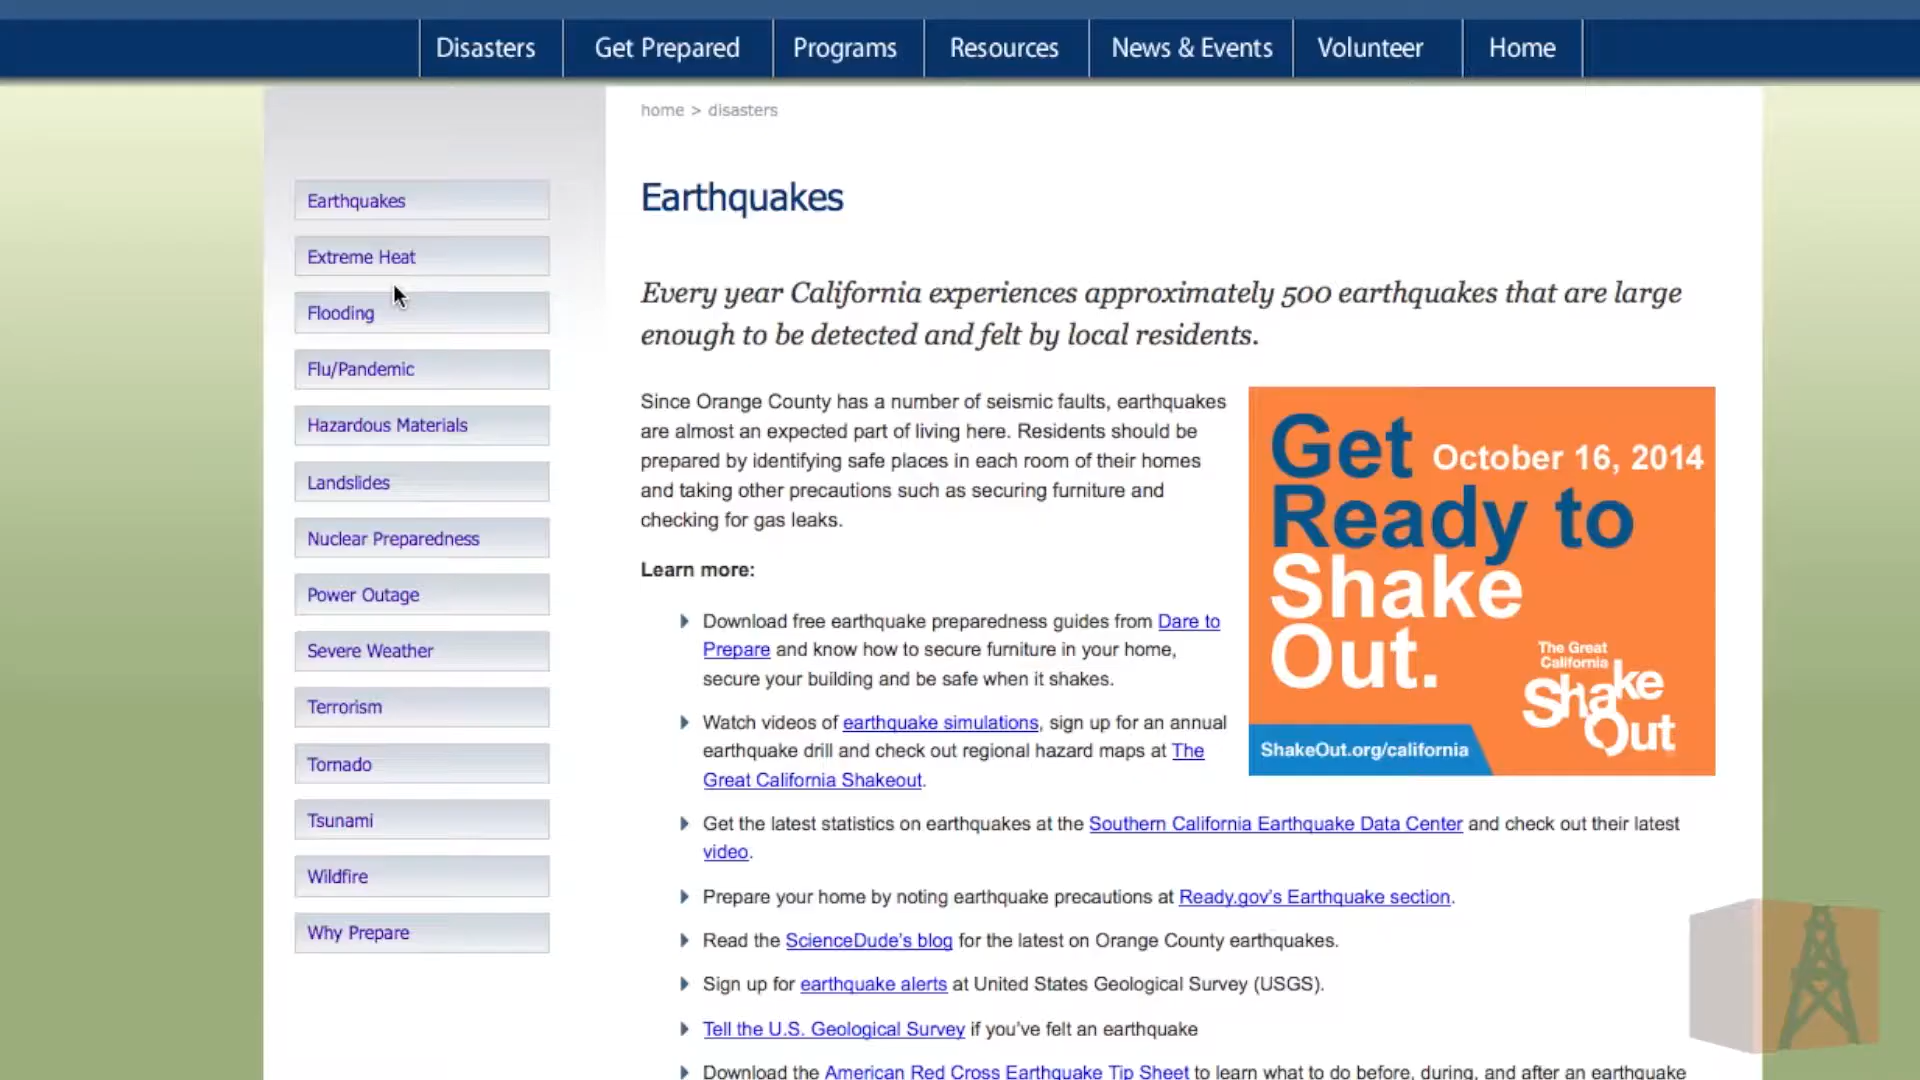 Disasters
Get Prepared
Programs
Resources
News & Events
Volunteer
Home
home > disasters
Earthquakes
Extreme Heat
Flooding
Flu/Pandemic
Hazardous Materials
Landslides
Nuclear Preparedness
Power Outage
Severe Weather
Terrorism
Tornado
Tsunami
Wildfire
Why Prepare
Earthquakes
Every year California experiences approximately 500 earthquakes that are large
enough to be detected and felt by local residents.
Since Orange County has a number of seismic faults, earthquakes
are almost an expected part of living here. Residents should be
prepared by identifying safe places in each room of their homes
and taking other precautions such as securing furniture and
checking for gas leaks.
Get October 16, 2014
Ready to
Shake
Out.
The Great
California
Shake
Out
ShakeOut.org/california
Learn more:
Download free earthquake preparedness guides from Dare to
Prepare and know how to secure furniture in your home,
secure your building and be safe when it shakes.
Watch videos of earthquake simulations, sign up for an annual
earthquake drill and check out regional hazard maps at The
Great California Shakeout.
Get the latest statistics on earthquakes at the Southern California Earthquake Data Center and check out their latest
video.
Prepare your home by noting earthquake precautions at Ready.gov's Earthquake section.
Read the ScienceDude's blog for the latest on Orange County earthquakes.
Sign up for earthquake alerts at United States Geological Survey (USGS).
Tell the U.S. Geological Survey if you've felt an earthquake
Download the American Red Cross Earthquake Tip Sheet to learn what to do before, during, and after an earthquake